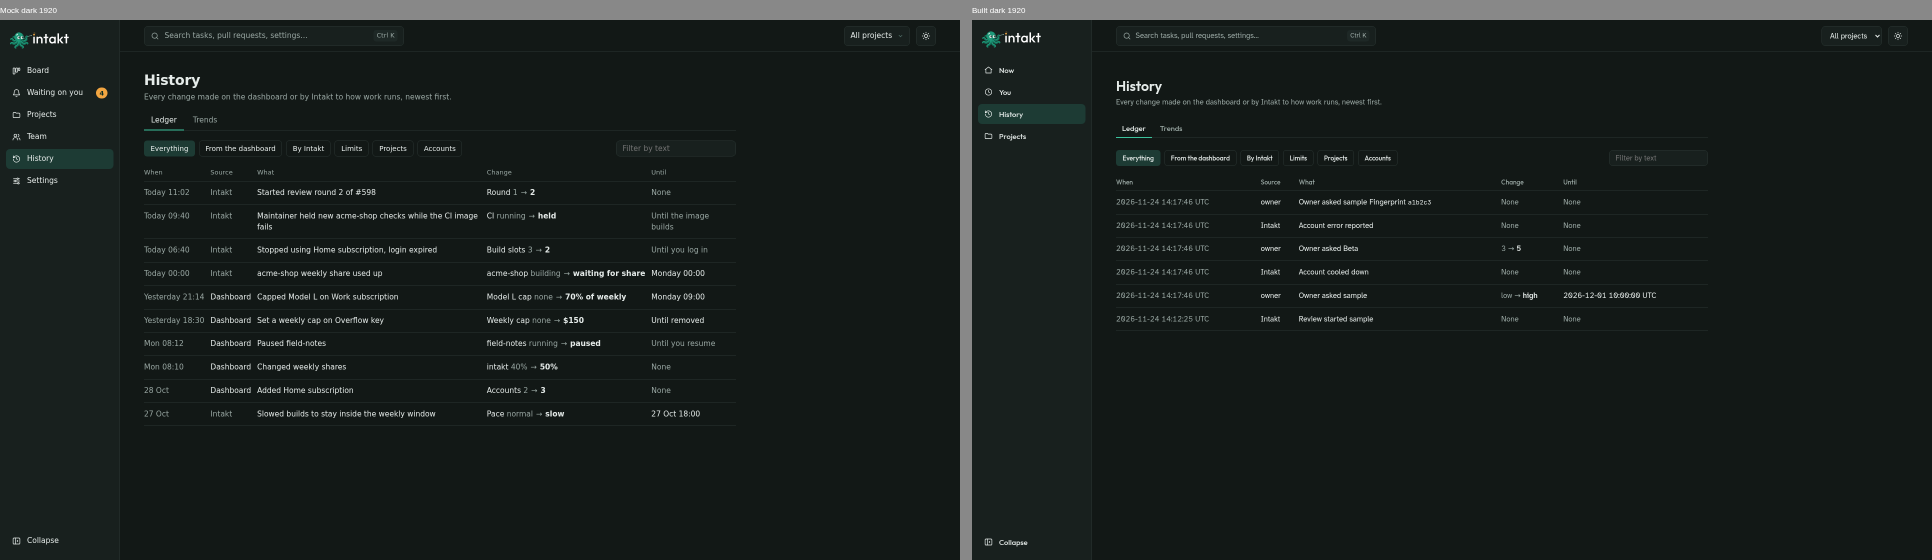 Mock dark 1920
intakt
Search tasks, pull requests, settings... Ctrl K
All projects
Board
Waiting on you 4
Projects
Team
History
Settings
Collapse
History
Every change made on the dashboard or by Intakt to how work runs, newest first.
Ledger Trends
Everything From the dashboard By Intakt Limits Projects Accounts Filter by text
When Source What Change Until
Today 11:02 Intakt Started review round 2 of #598 Round 1 → 2 None
Today 09:40 Intakt Maintainer held new acme-shop checks while the CI image fails CI running → held Until the image builds
Today 06:40 Intakt Stopped using Home subscription, login expired Build slots 3 → 2 Until you log in
Today 00:00 Intakt acme-shop weekly share used up acme-shop building → waiting for share Monday 00:00
Yesterday 21:14 Dashboard Capped Model L on Work subscription Model L cap none → 70% of weekly Monday 09:00
Yesterday 18:30 Dashboard Set a weekly cap on Overflow key Weekly cap none → $150 Until removed
Mon 08:12 Dashboard Paused field-notes field-notes running → paused Until you resume
Mon 08:10 Dashboard Changed weekly shares intakt 40% → 50% None
28 Oct Dashboard Added Home subscription Accounts 2 → 3 None
27 Oct Intakt Slowed builds to stay inside the weekly window Pace normal → slow 27 Oct 18:00
Built dark 1920
intakt
Search tasks, pull requests, settings... Ctrl K
All projects
Now
You
History
Projects
Collapse
History
Every change made on the dashboard or by Intakt to how work runs, newest first.
Ledger Trends
Everything From the dashboard By Intakt Limits Projects Accounts Filter by text
When Source What Change Until
2026-11-24 14:17:46 UTC owner Owner asked sample Fingerprint a1b2c3 None None
2026-11-24 14:17:46 UTC Intakt Account error reported None None
2026-11-24 14:17:46 UTC owner Owner asked Beta 3 → 5 None
2026-11-24 14:17:46 UTC Intakt Account cooled down None None
2026-11-24 14:17:46 UTC owner Owner asked sample low → high 2026-12-01 10:00:00 UTC
2026-11-24 14:12:25 UTC Intakt Review started sample None None